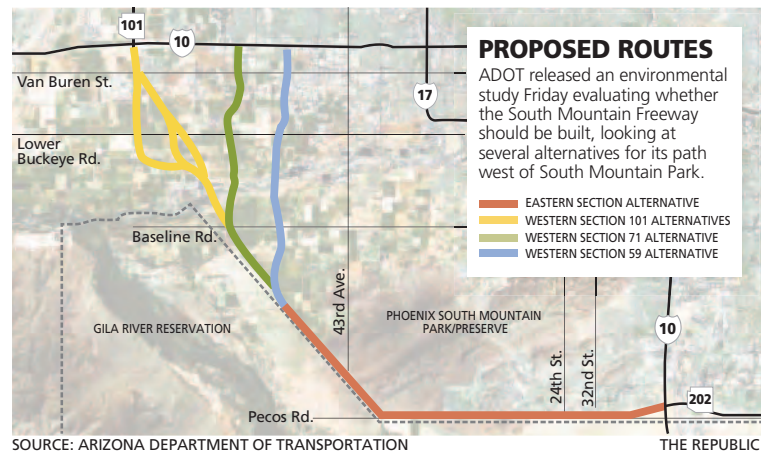 101
10
Van Buren St.
17
Lower
Buckeye Rd.
Baseline Rd.
PROPOSED ROUTES
ADOT released an environmental
study Friday evaluating whether
the South Mountain Freeway
should be built, looking at
several alternatives for its path
west of South Mountain Park.
EASTERN SECTION ALTERNATIVE
WESTERN SECTION 101 ALTERNATIVES
WESTERN SECTION 71 ALTERNATIVE
WESTERN SECTION 59 ALTERNATIVE
GILA RIVER RESERVATION
43rd Ave.
PHOENIX SOUTH MOUNTAIN
PARK/PRESERVE
24th St.
32nd St.
10
202
Pecos Rd.
SOURCE: ARIZONA DEPARTMENT OF TRANSPORTATION
THE REPUBLIC